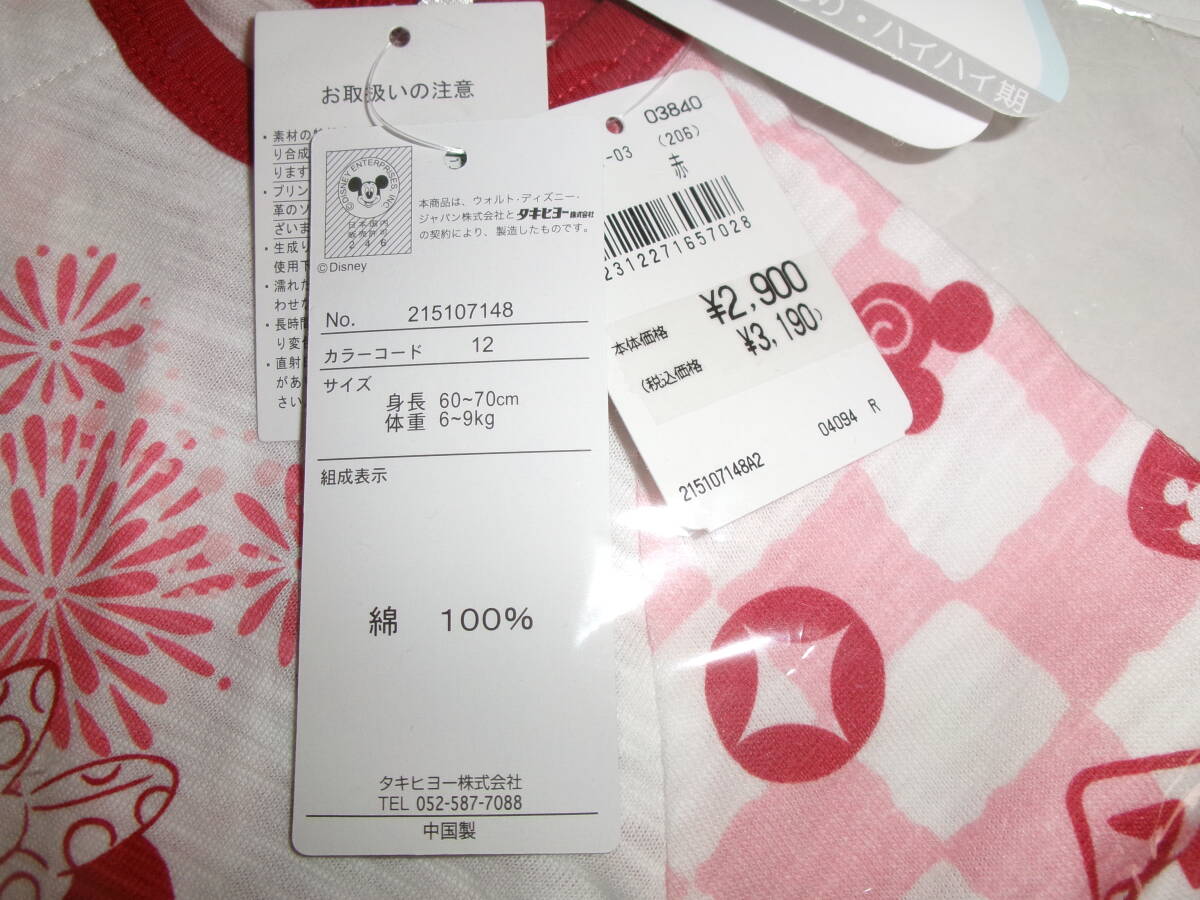 お取扱いの注意
・素材の
り合成
ります
・プリン
革のソ
ざいま
・生成り
使用
・濡れた
わせな
・長時間
り変
・直射
があ
さい
©DISNEY ENTERPRISES, INC.
日本国内
販売許可
246
©Disney
本商品は、ウォルト・ディズニー・
ジャパン株式会社とタキヒヨー株式会社
の契約により、製造したものです。
No. 215107148
カラーコード 12
サイズ
身長 60~70cm
体重 6~9kg
組成表示
綿 100%
タキヒヨー株式会社
TEL 052-587-7088
中国製
03840
-03 (206)
赤
2312271657028
本体価格 ¥2,900
(税込価格 ¥3,190)
04094 R
215107148A2
・ハイハイ期